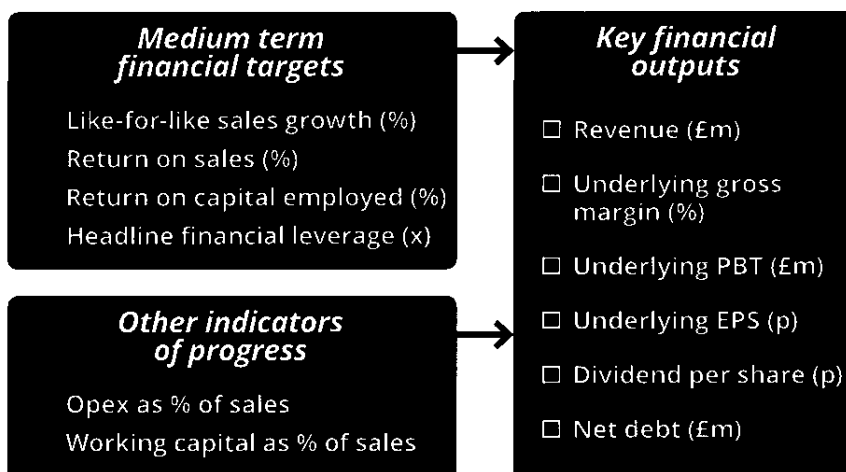 Medium term
financial targets
Like-for-like sales growth (%)
Return on sales (%)
Return on capital employed (%)
Headline financial leverage (x)
Other indicators
of progress
Opex as % of sales
Working capital as % of sales
Key financial
outputs
☐ Revenue (£m)
☐ Underlying gross
margin (%)
☐ Underlying PBT (£m)
☐ Underlying EPS (p)
☐ Dividend per share (p)
☐ Net debt (£m)